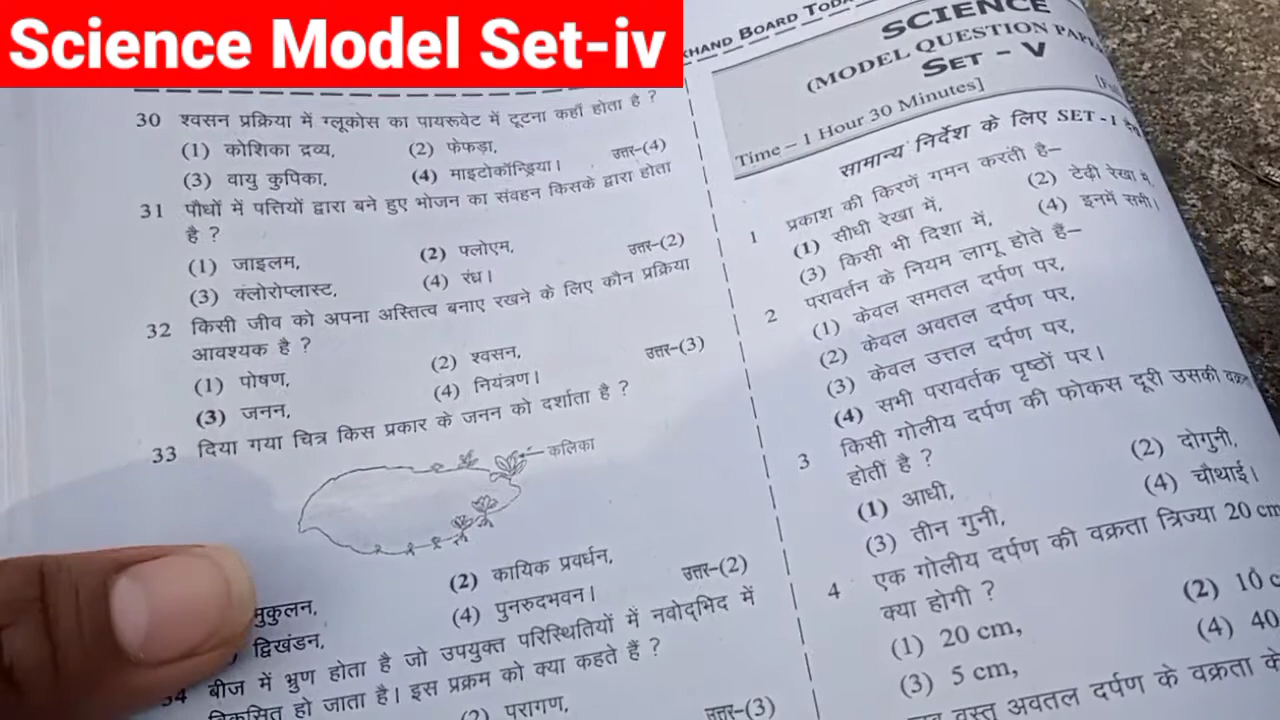 Science Model Set-iv
30 श्वसन प्रक्रिया में ग्लूकोस का पायरूवेट में टूटना कहाँ होता है ?
(1) कोशिका द्रव्य, (2) फेफड़ा,
(3) वायु कुपिका, (4) माइटोकॉन्ड्रिया। उत्तर-(4)
31 पौधों में पत्तियों द्वारा बने हुए भोजन का संवहन किसके द्वारा होता
है ?
(1) जाइलम, (2) फ्लोएम,
(3) क्लोरोप्लास्ट, (4) रंध्र। उत्तर-(2)
32 किसी जीव को अपना अस्तित्व बनाए रखने के लिए कौन प्रक्रिया
आवश्यक है ?
(1) पोषण, (2) श्वसन,
(3) जनन, (4) नियंत्रण। उत्तर-(3)
33 दिया गया चित्र किस प्रकार के जनन को दर्शाता है ?
कलिका
मुकुलन, (2) कायिक प्रवर्धन,
द्विखंडन, (4) पुनरुदभवन। उत्तर-(2)
34 बीज में भ्रुण होता है जो उपयुक्त परिस्थितियों में नवोद्भिद में
विकसित हो जाता है। इस प्रक्रम को क्या कहते हैं ?
(2) परागण, उत्तर-(3)
BOARD
SCIENCE
(MODEL QUESTION
SET – V
Time – 1 Hour 30 Minutes]
सामान्य निर्देश के लिए SET-1
1 प्रकाश की किरणें गमन करती है–
(1) सीधी रेखा में, (2) टेढ़ी रेखा में,
(3) किसी भी दिशा में, (4) इनमें सभी।
2 परावर्तन के नियम लागू होते हैं–
(1) केवल समतल दर्पण पर,
(2) केवल अवतल दर्पण पर,
(3) केवल उत्तल दर्पण पर,
(4) सभी परावर्तक पृष्ठों पर।
3 किसी गोलीय दर्पण की फोकस दूरी उसकी
होती है ?
(1) आधी, (2) दोगुनी,
(3) तीन गुनी, (4) चौथाई।
4 एक गोलीय दर्पण की वक्रता त्रिज्या 20 cm
क्या होगी ?
(1) 20 cm, (2) 10
(3) 5 cm, (4) 40
वस्तु अवतल दर्पण के वक्रता